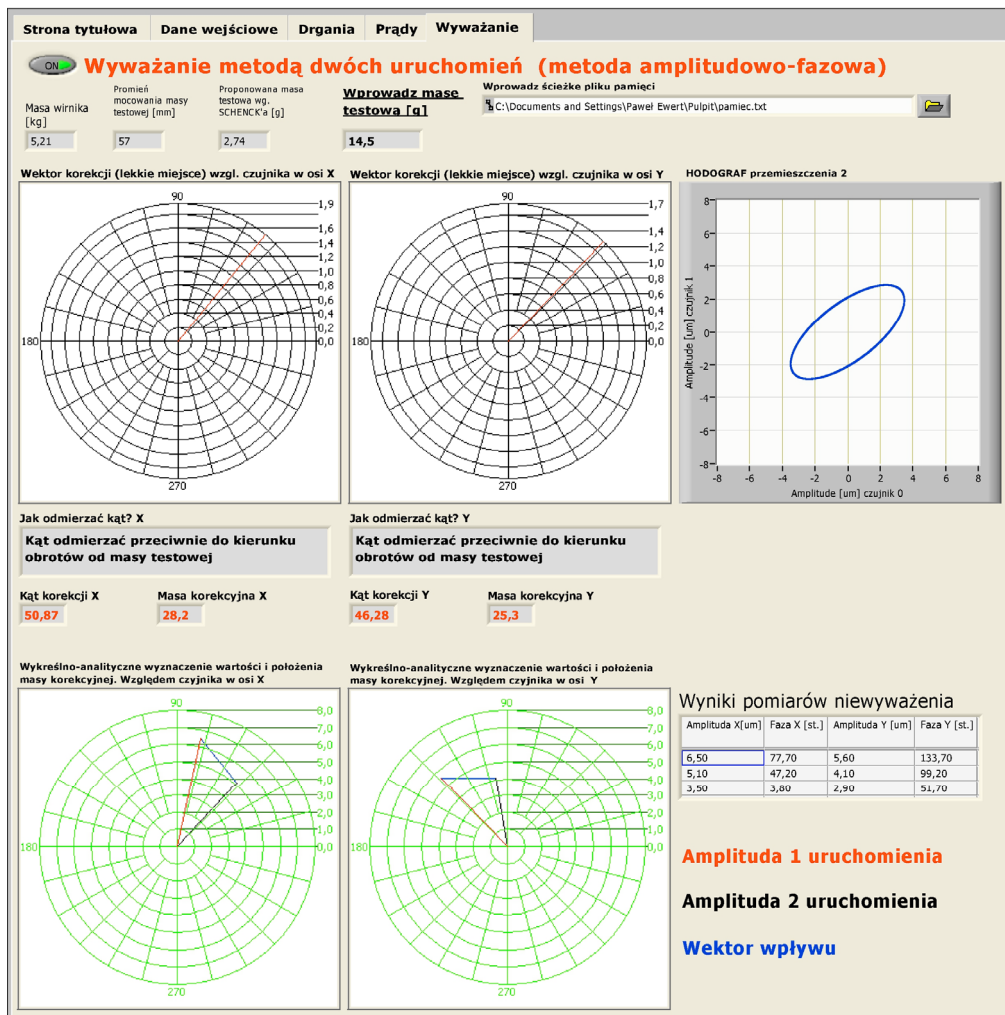 Strona tytułowa Dane wejściowe Drgania Prądy Wyważanie
ON Wyważanie metodą dwóch uruchomień (metoda amplitudowo-fazowa)
Masa wirnika [kg]
5,21
Promień mocowania masy testowej [mm]
57
Proponowana masa testowa wg. SCHENCK'a [g]
2,74
Wprowadz mase testowa [g]
14,5
Wprowadz ścieżke pliku pamięci
C:\Documents and Settings\Paweł Ewert\Pulpit\pamiec.txt
Wektor korekcji (lekkie miejsce) wzgl. czujnika w osi X
90
180
270
1,9
1,6
1,4
1,2
1,0
0,8
0,6
0,4
0,2
0,0
Wektor korekcji (lekkie miejsce) wzgl. czujnika w osi Y
90
180
270
1,7
1,4
1,2
1,0
0,8
0,6
0,4
0,2
0,0
HODOGRAF przemieszczenia 2
Amplitude [um] czujnik 1
8
6
4
2
0
-2
-4
-6
-8
-8 -6 -4 -2 0 2 4 6 8
Amplitude [um] czujnik 0
Jak odmierzać kąt? X
Kąt odmierzać przeciwnie do kierunku
obrotów od masy testowej
Jak odmierzać kąt? Y
Kąt odmierzać przeciwnie do kierunku
obrotów od masy testowej
Kąt korekcji X
50,87
Masa korekcyjna X
28,2
Kąt korekcji Y
46,28
Masa korekcyjna Y
25,3
Wykreślno-analityczne wyznaczenie wartości i położenia
masy korekcyjnej. Względem czyjnika w osi X
90
180
270
8,0
7,0
6,0
5,0
4,0
3,0
2,0
1,0
0,0
Wykreślno-analityczne wyznaczenie wartości i położenia
masy korekcyjnej. Względem czyjnika w osi Y
90
180
270
8,0
7,0
6,0
5,0
4,0
3,0
2,0
1,0
0,0
Wyniki pomiarów niewyważenia
Amplituda X[um] Faza X [st.] Amplituda Y [um] Faza Y [st.]
6,50 77,70 5,60 133,70
5,10 47,20 4,10 99,20
3,50 3,80 2,90 51,70
Amplituda 1 uruchomienia
Amplituda 2 uruchomienia
Wektor wpływu